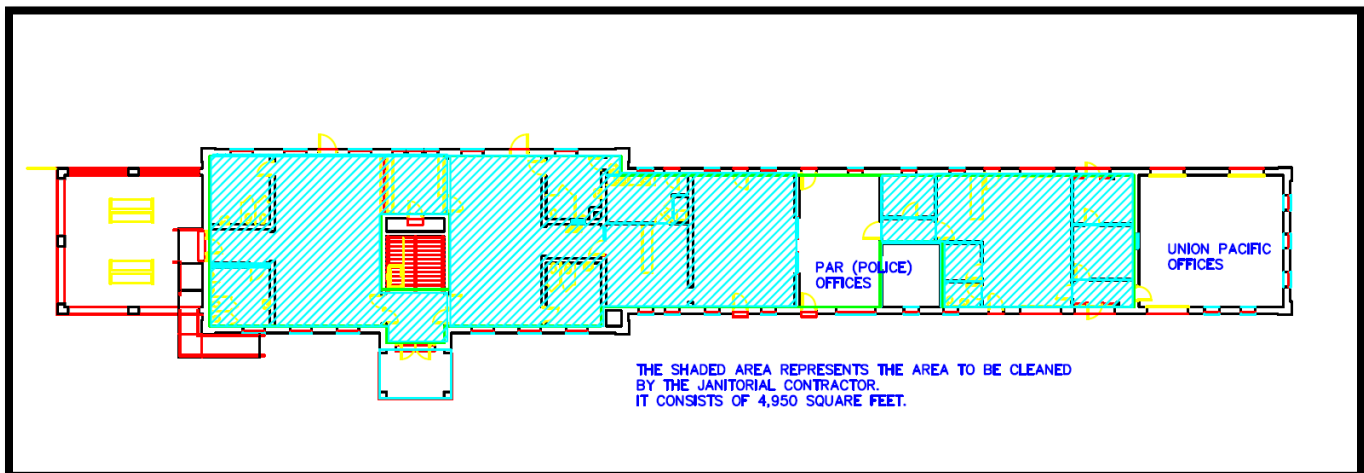 PAR (POLICE)
OFFICES
UNION PACIFIC
OFFICES
THE SHADED AREA REPRESENTS THE AREA TO BE CLEANED
BY THE JANITORIAL CONTRACTOR.
IT CONSISTS OF 4,950 SQUARE FEET.